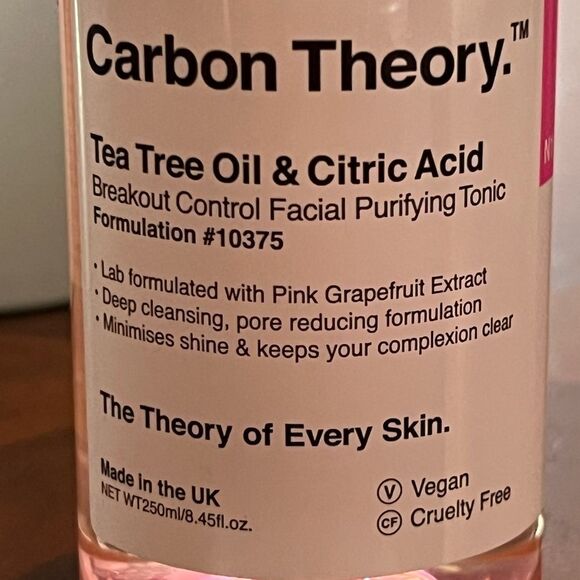 Carbon Theory.™
Tea Tree Oil & Citric Acid
Breakout Control Facial Purifying Tonic
Formulation #10375
• Lab formulated with Pink Grapefruit Extract
• Deep cleansing, pore reducing formulation
• Minimises shine & keeps your complexion clear
The Theory of Every Skin.
Made in the UK
NET WT250ml/8.45fl.oz.
V Vegan
CF Cruelty Free